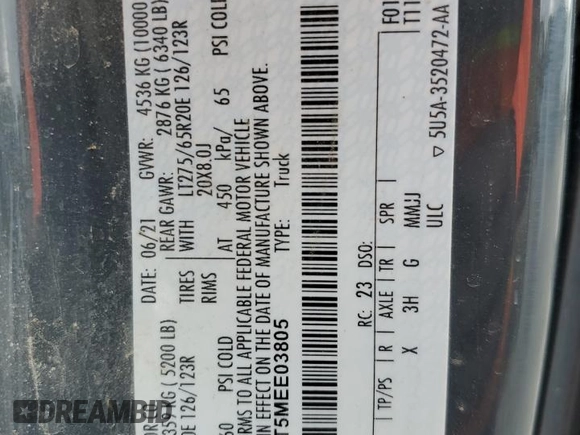 DATE: 06/21 GVWR: 4536 KG (10000
REAR GAWR: 2876 KG ( 6340 LB)
5200 LB) WITH LT275/65R20E 126/123R
126/123R TIRES
RIMS 20X8.0J
PSI COLD AT 450 kPa/ 65 PSI COLD
RMS TO ALL APPLICABLE FEDERAL MOTOR VEHICLE
IN EFFECT ON THE DATE OF MANUFACTURE SHOWN ABOVE.
T5MEE03805 TYPE: Truck
F01
T11
RC: 23 DSO:
TP/PS R AXLE TR SPR
X 3H G MMJJ
ULC
▽ 5U5A-3520472-AA
DREAMBID